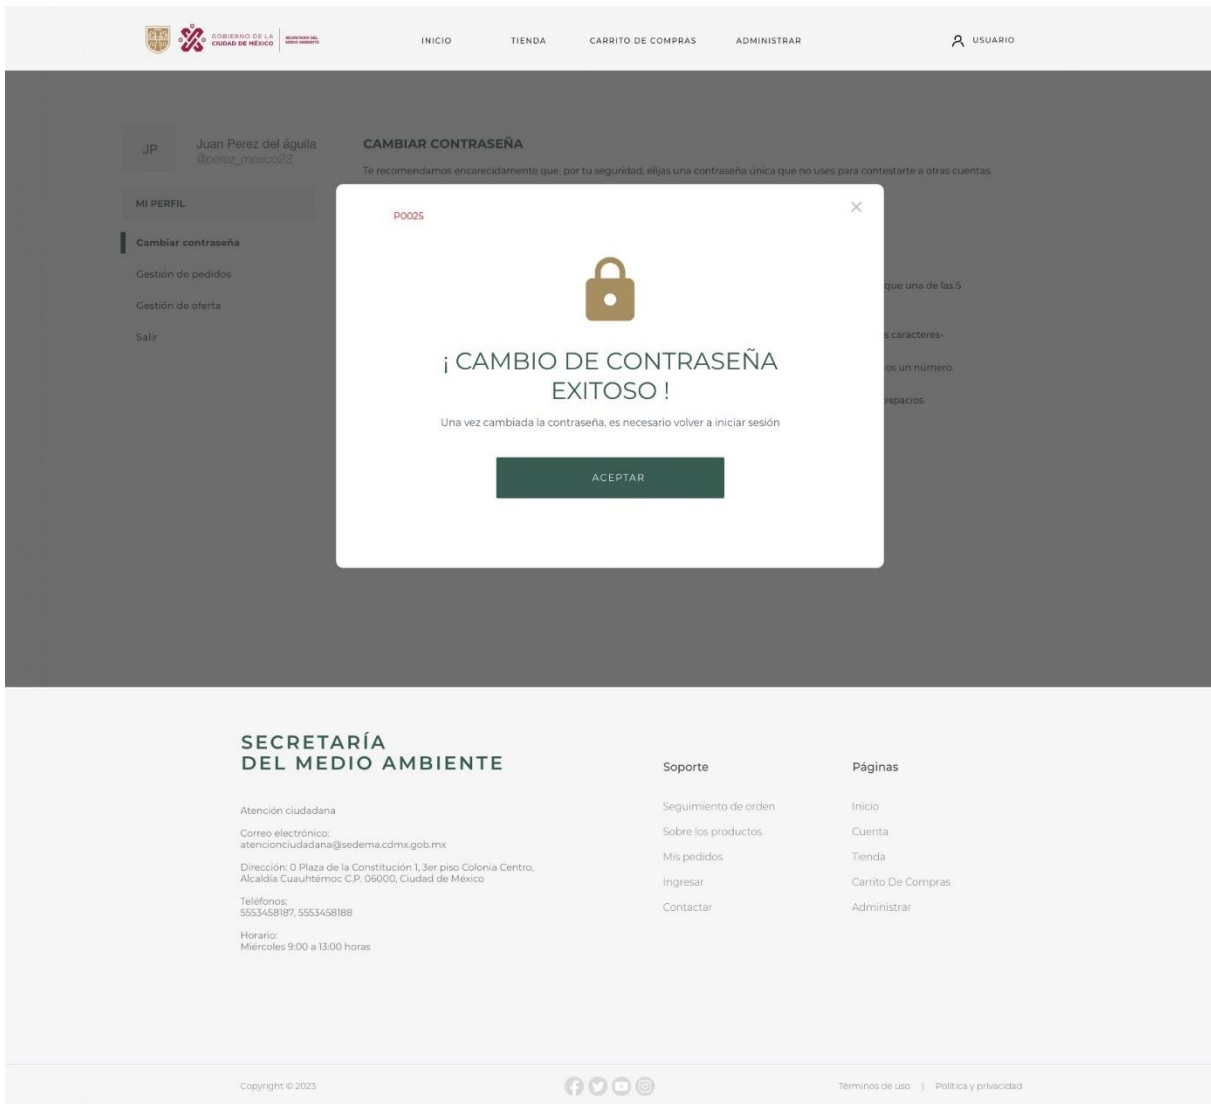 GOBIERNO DE LA
CIUDAD DE MÉXICO
SECRETARÍA DEL
MEDIO AMBIENTE
INICIO
TIENDA
CARRITO DE COMPRAS
ADMINISTRAR
USUARIO
JP
Juan Perez del águila
@perez_mexico23
MI PERFIL
Cambiar contraseña
Gestión de pedidos
Gestión de oferta
Salir
CAMBIAR CONTRASEÑA
Te recomendamos encarecidamente que, por tu seguridad, elijas una contraseña única que no uses para contestarte a otras cuentas.
que una de las 5
s caracteres-
os un número.
espacios.
P0025
¡ CAMBIO DE CONTRASEÑA
EXITOSO !
Una vez cambiada la contraseña, es necesario volver a iniciar sesión
ACEPTAR
SECRETARÍA
DEL MEDIO AMBIENTE
Atención ciudadana
Correo electrónico:
atencionciudadana@sedema.cdmx.gob.mx
Dirección: 0 Plaza de la Constitución 1, 3er piso Colonia Centro,
Alcaldía Cuauhtémoc C.P. 06000, Ciudad de México
Teléfonos:
5553458187, 5553458188
Horario:
Miércoles 9:00 a 13:00 horas
Soporte
Seguimiento de orden
Sobre los productos
Mis pedidos
Ingresar
Contactar
Páginas
Inicio
Cuenta
Tienda
Carrito De Compras
Administrar
Copyright © 2023
Términos de uso | Política y privacidad